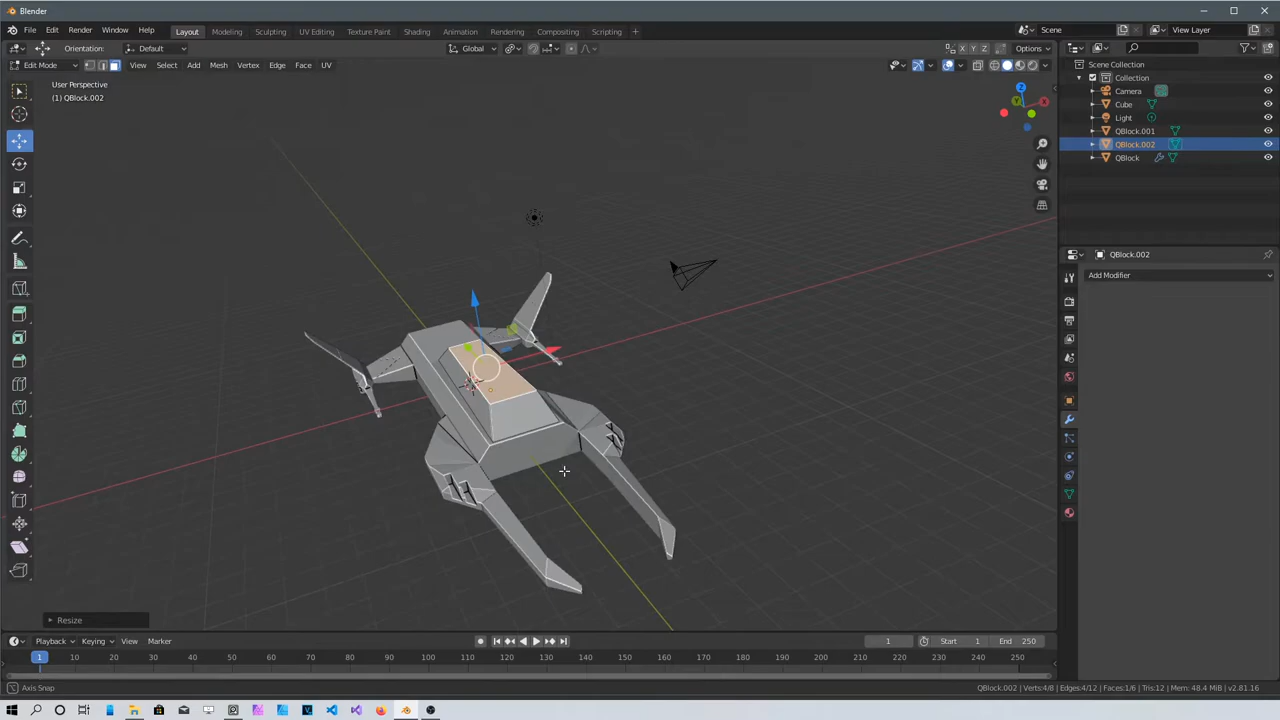 Blender
File Edit Render Window Help Layout Modeling Sculpting UV Editing Texture Paint Shading Animation Rendering Compositing Scripting + Scene View Layer
Orientation: Default Global X Y Z Options
Edit Mode View Select Add Mesh Vertex Edge Face UV
User Perspective
(1) QBlock.002
Scene Collection
Collection
Camera
Cube
Light
QBlock.001
QBlock.002
QBlock
Z
Y
X
QBlock.002
Add Modifier
Resize
Playback Keying View Marker 1 Start 1 End 250
1 10 20 30 40 50 60 70 80 90 100 110 120 130 140 150 160 170 180 190 200 210 220 230 240 250
Axis Snap QBlock.002 | Verts:4/8 | Edges:4/12 | Faces:1/6 | Tris:12 | Mem: 48.4 MiB | v2.81.16